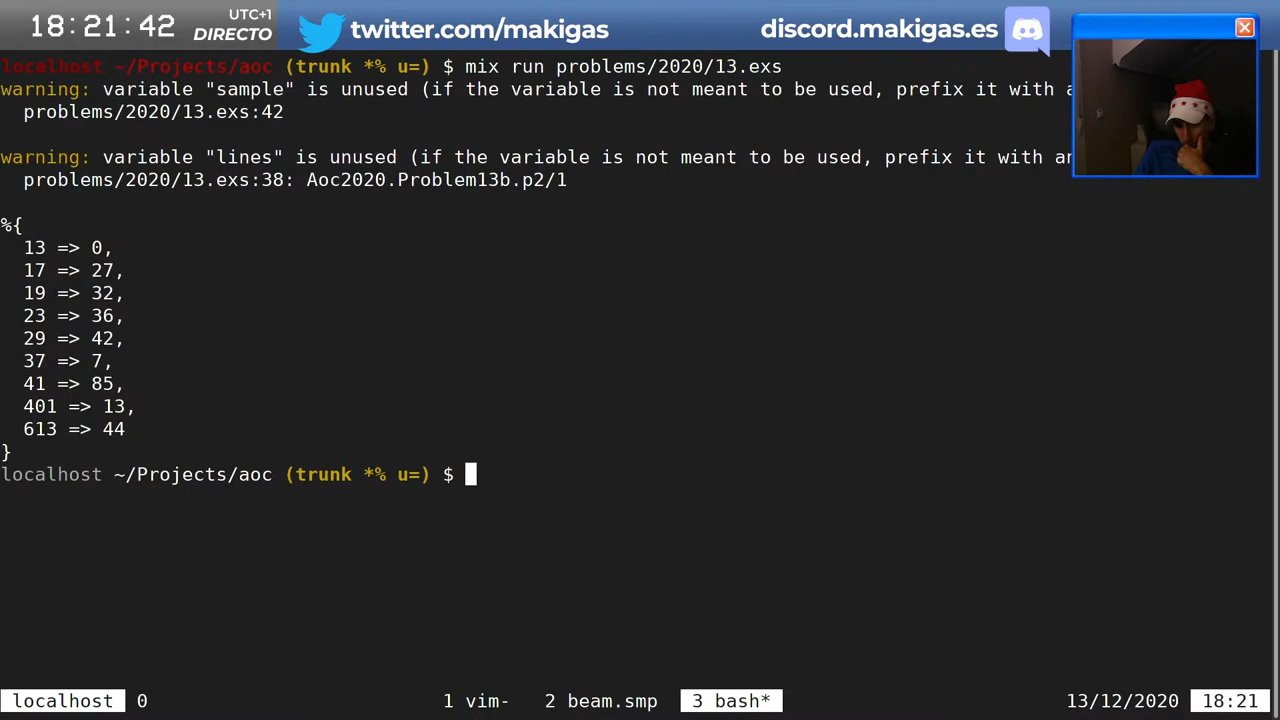 18:21:42
UTC+1
DIRECTO
twitter.com/makigas
discord.makigas.es
localhost ~/Projects/aoc (trunk *% u=) $ mix run problems/2020/13.exs
warning: variable "sample" is unused (if the variable is not meant to be used, prefix it with a
problems/2020/13.exs:42
warning: variable "lines" is unused (if the variable is not meant to be used, prefix it with an
problems/2020/13.exs:38: Aoc2020.Problem13b.p2/1
%{
13 => 0,
17 => 27,
19 => 32,
23 => 36,
29 => 42,
37 => 7,
41 => 85,
401 => 13,
613 => 44
}
localhost ~/Projects/aoc (trunk *% u=) $
localhost 0 1 vim- 2 beam.smp 3 bash* 13/12/2020 18:21